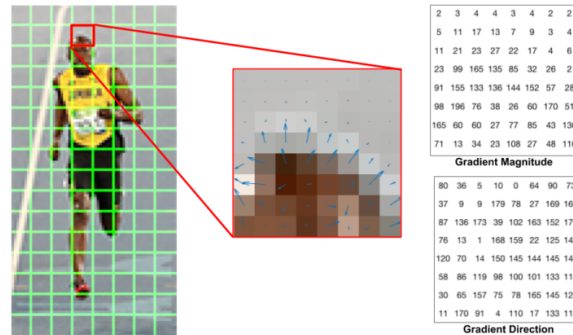 2 3 4 4 3 4 2 2
5 11 17 13 7 9 3 4
11 21 23 27 22 17 4 6
23 99 165 135 85 32 26 2
91 155 133 136 144 152 57 28
98 196 76 38 26 60 170 51
165 60 60 27 77 85 43 136
71 13 34 23 108 27 48 110
Gradient Magnitude
80 36 5 10 0 64 90 73
37 9 9 179 78 27 169
87 136 173 39 102 163 152
76 13 1 168 159 22 125
120 70 14 150 145 144 145
58 86 119 98 100 101 133
30 65 157 75 78 165 145
11 170 91 4 110 17 133
Gradient Direction